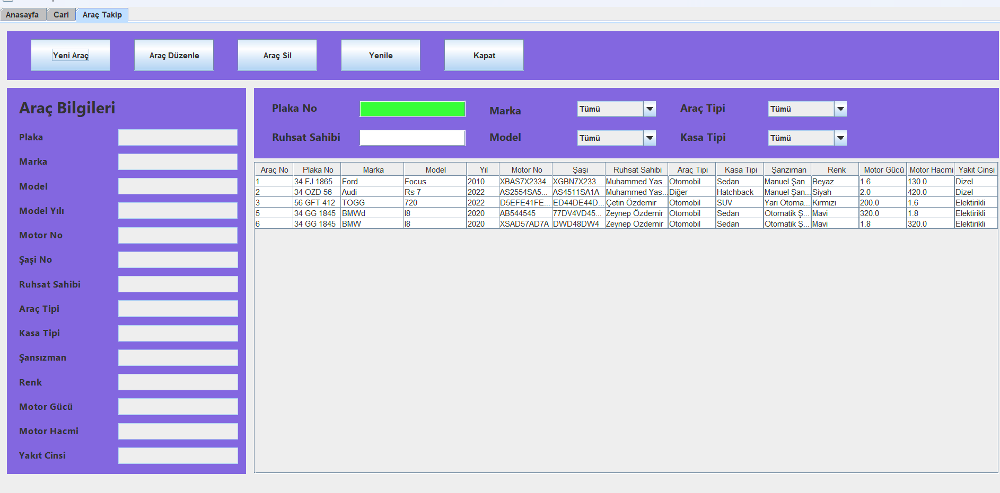 Anasayfa Cari Araç Takip
Yeni Araç Araç Düzenle Araç Sil Yenile Kapat
Araç Bilgileri
Plaka
Marka
Model
Model Yılı
Motor No
Şaşi No
Ruhsat Sahibi
Araç Tipi
Kasa Tipi
Şansızman
Renk
Motor Gücü
Motor Hacmi
Yakıt Cinsi
Plaka No Marka Tümü Araç Tipi Tümü
Ruhsat Sahibi Model Tümü Kasa Tipi Tümü
Araç No Plaka No Marka Model Yıl Motor No Şaşi Ruhsat Sahibi Araç Tipi Kasa Tipi Şanzıman Renk Motor Gücü Motor Hacmi Yakıt Cinsi
1 34 FJ 1865 Ford Focus 2010 XBAS7X2334... XGBN7X233... Muhammed Yas... Otomobil Sedan Manuel Şan... Beyaz 1.6 130.0 Dizel
2 34 OZD 56 Audi Rs 7 2022 AS2554SA5... AS4511SA1A Muhammed Yas... Diğer Hatchback Manuel Şan... Siyah 2.0 420.0 Dizel
3 56 GFT 412 TOGG 720 2022 D5EFE41FE... ED44DE44D... Çetin Özdemir Otomobil SUV Yarı Otoma... Kırmızı 200.0 1.6 Elektirikli
5 34 GG 1845 BMWd I8 2020 AB544545 77DV4VD45... Zeynep Özdemir Otomobil Sedan Otomatik Ş... Mavi 320.0 1.8 Elektirikli
6 34 GG 1845 BMW I8 2020 XSAD57AD7A DWD48DW4 Zeynep Özdemir Otomobil Sedan Otomatik Ş... Mavi 1.8 320.0 Elektirikli